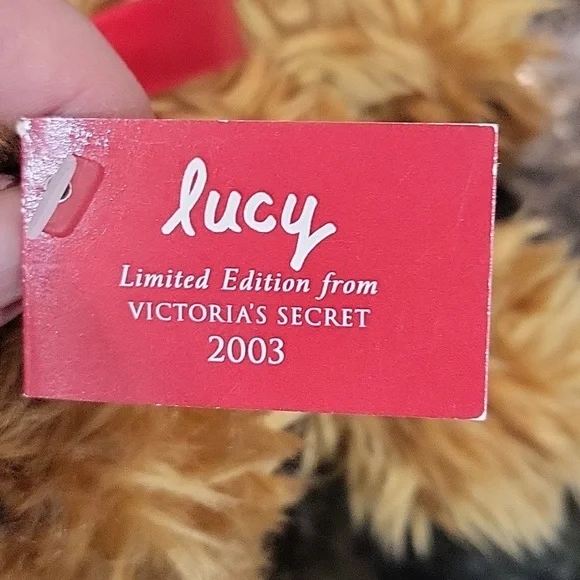 lucy
Limited Edition from
VICTORIA'S SECRET
2003